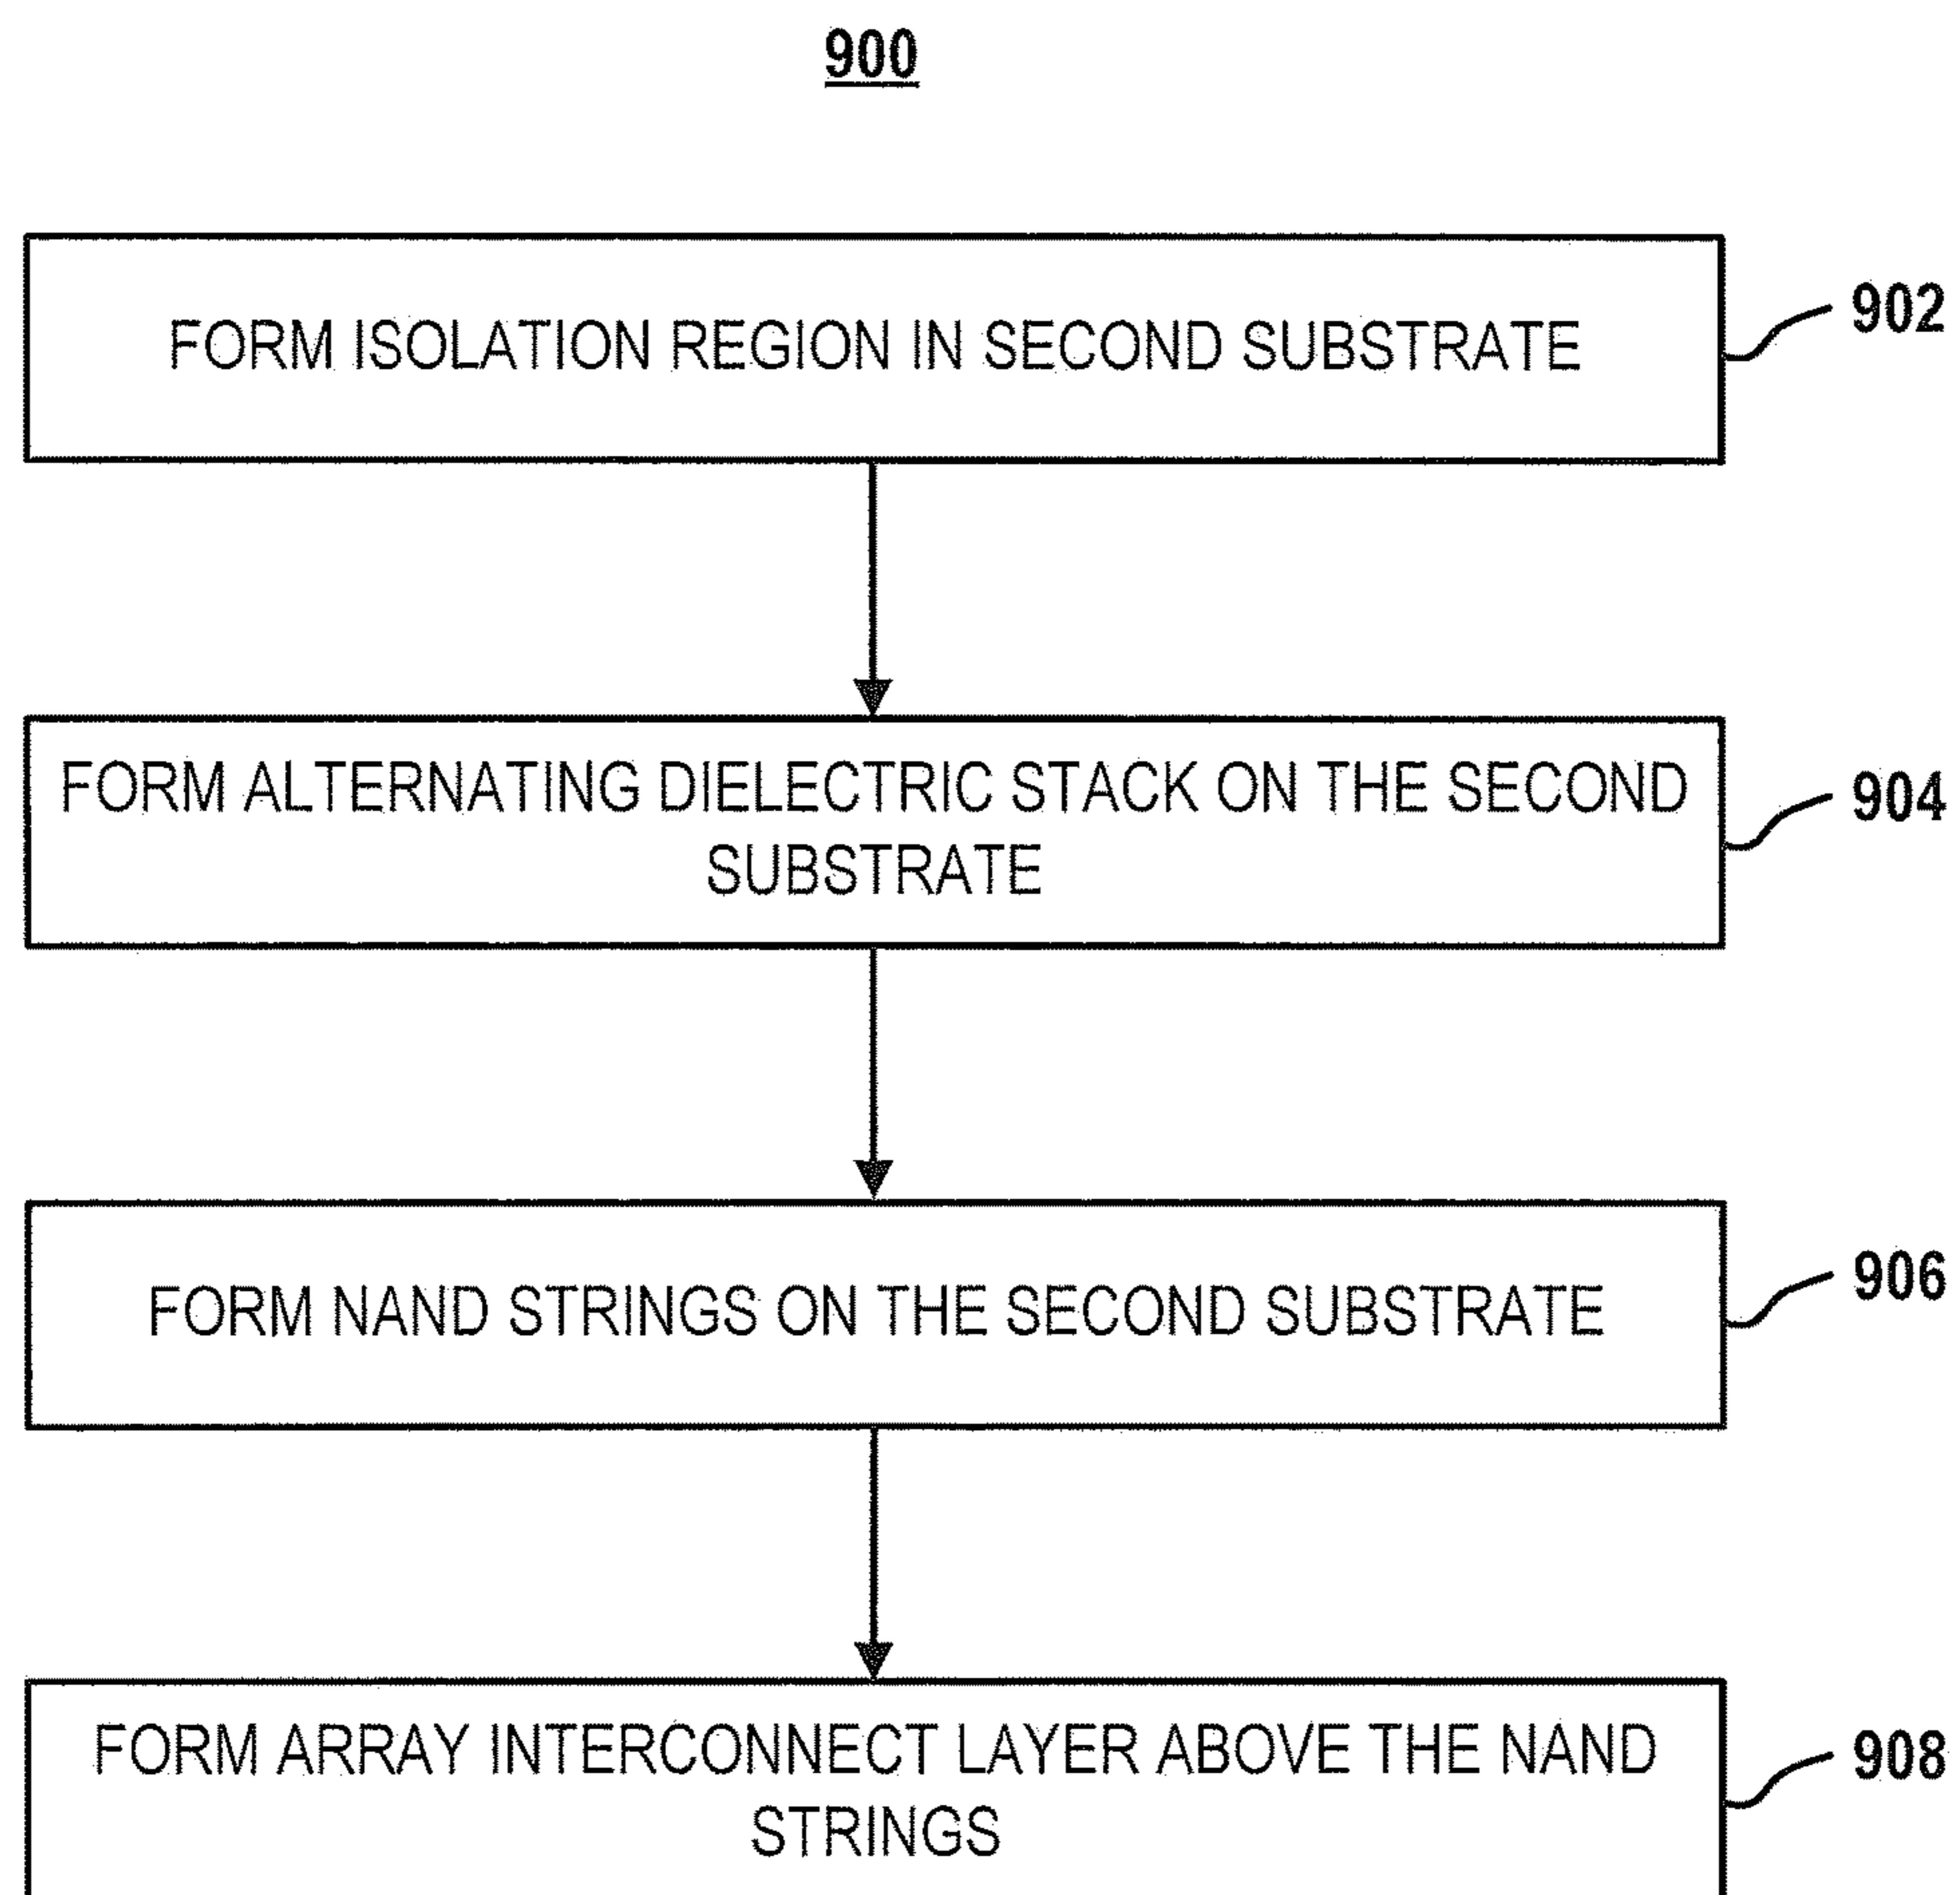 900
FORM ISOLATION REGION IN SECOND SUBSTRATE
902
FORM ALTERNATING DIELECTRIC STACK ON THE SECOND
SUBSTRATE
904
FORM NAND STRINGS ON THE SECOND SUBSTRATE
906
FORM ARRAY INTERCONNECT LAYER ABOVE THE NAND
STRINGS
908